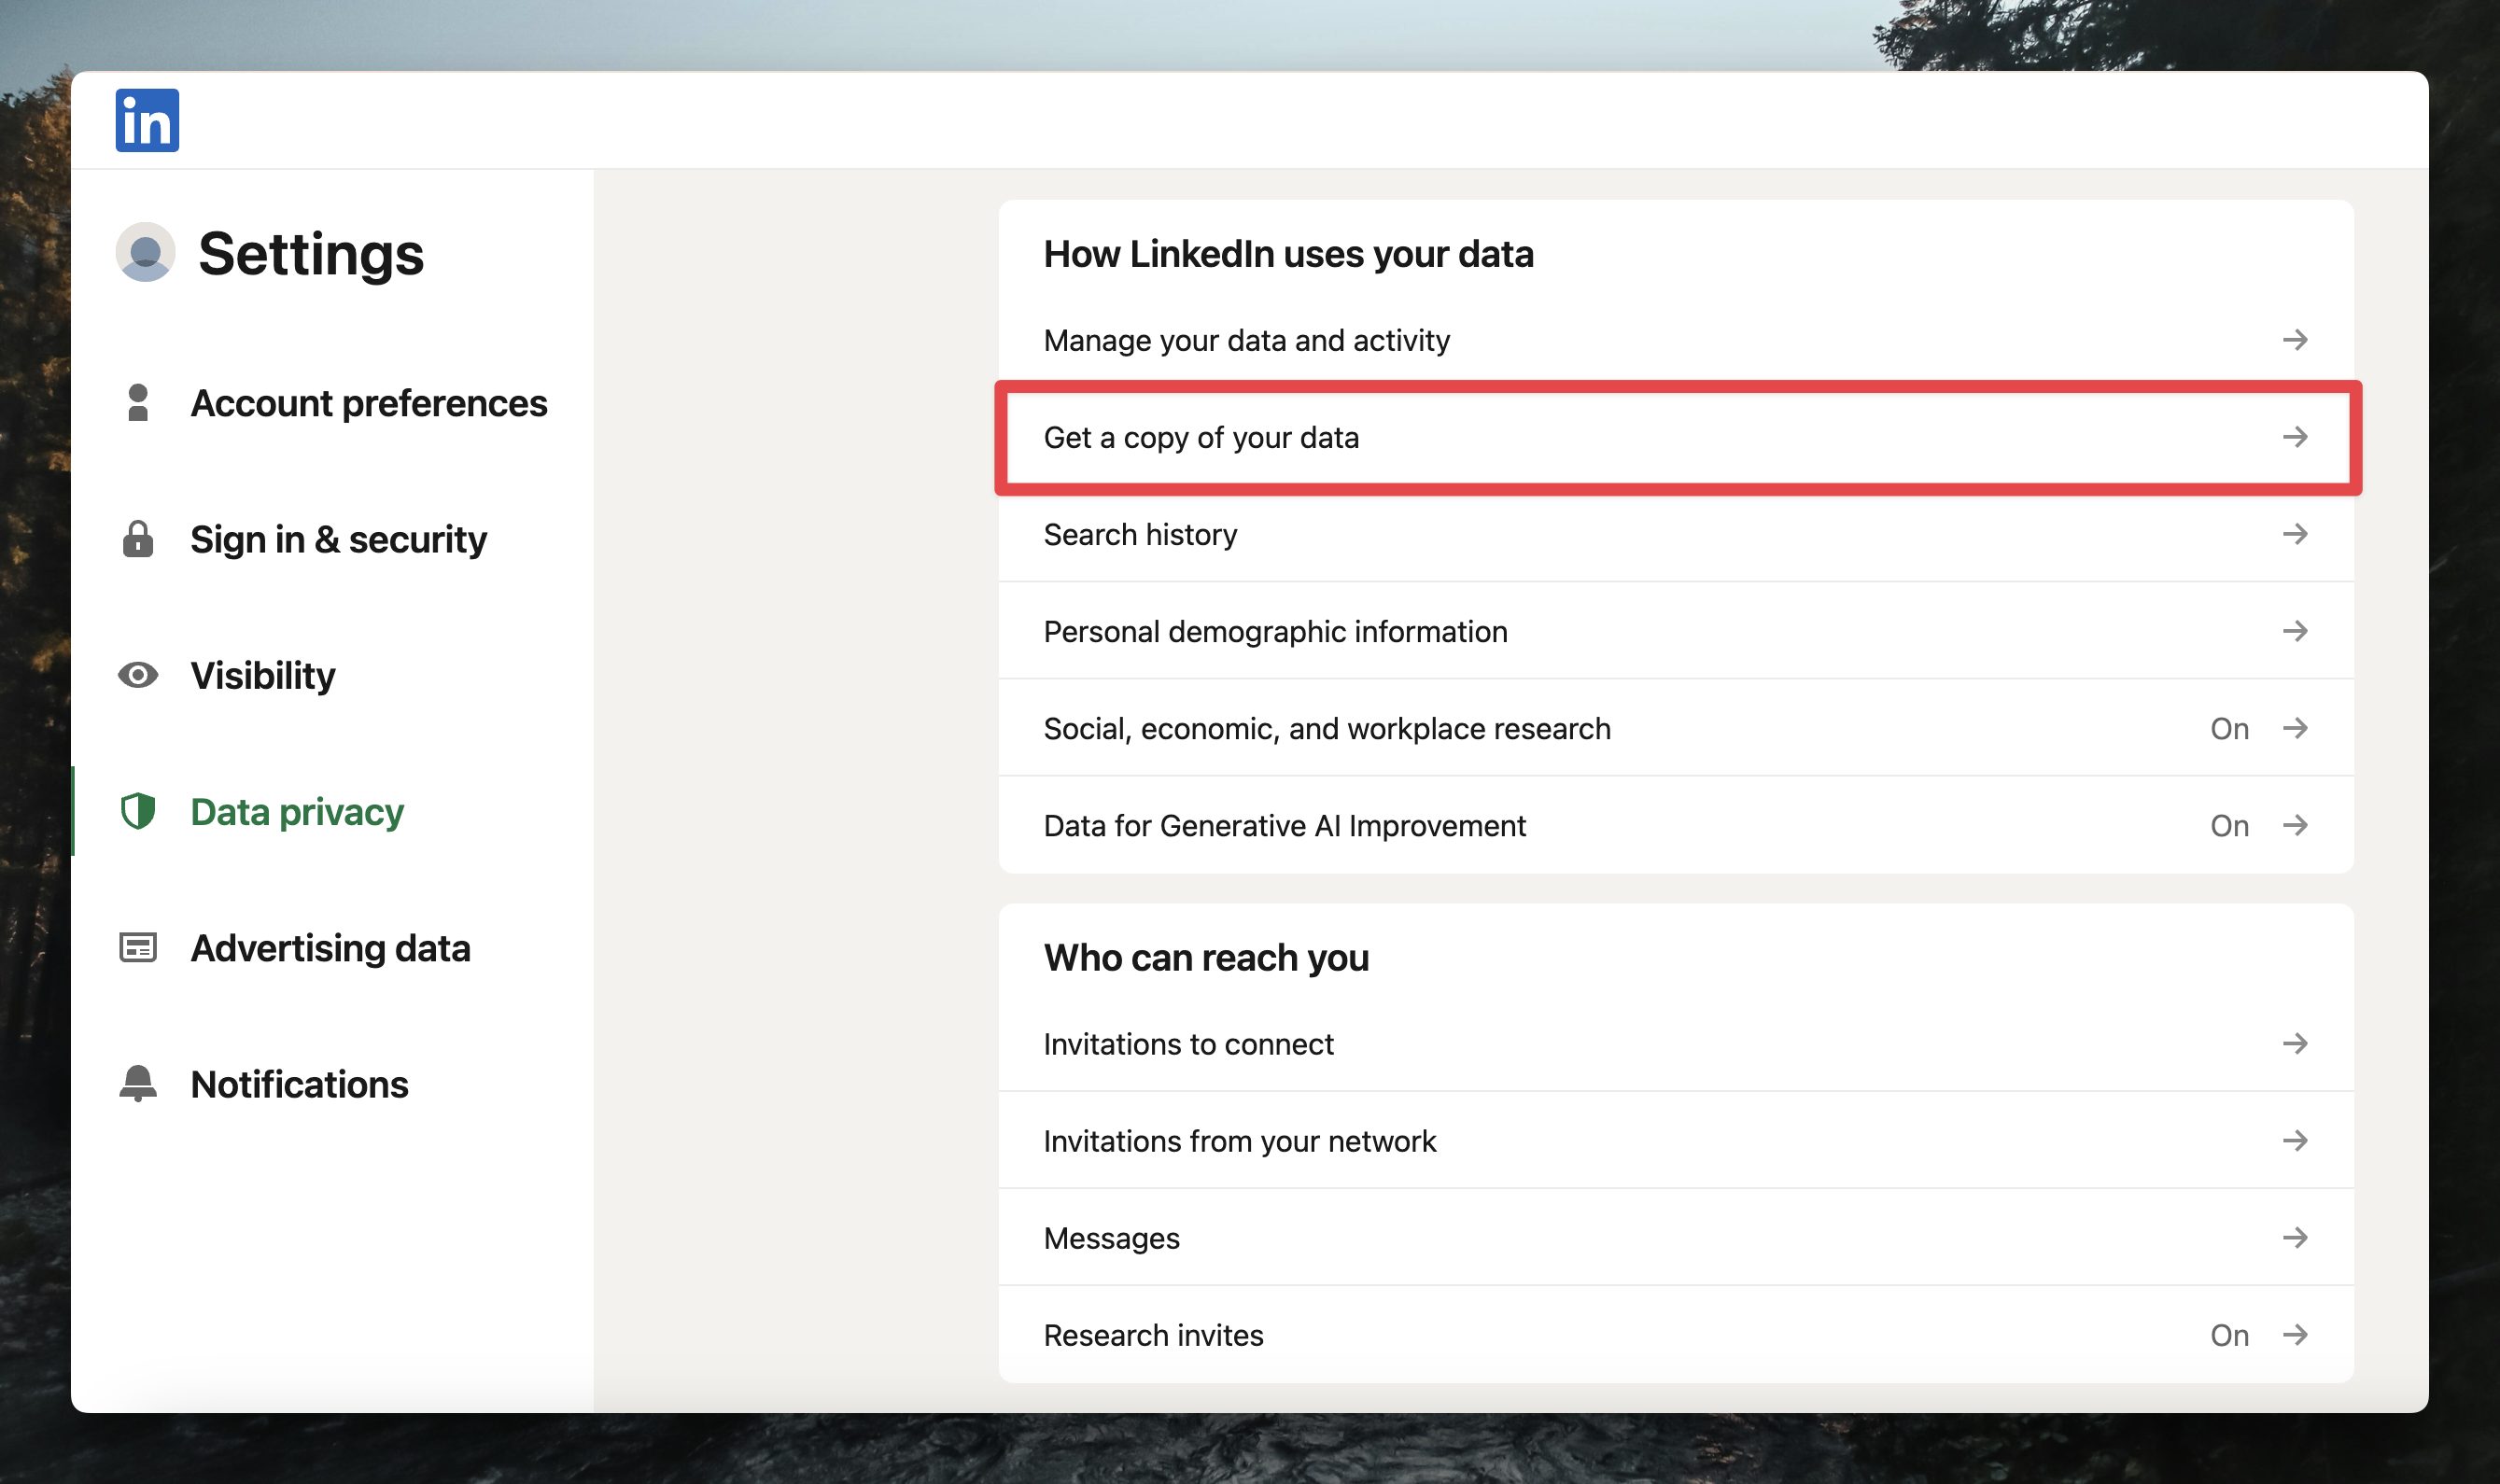 in
Settings
Account preferences
Sign in & security
Visibility
Data privacy
Advertising data
Notifications
How LinkedIn uses your data
Manage your data and activity
Get a copy of your data
Search history
Personal demographic information
Social, economic, and workplace research On
Data for Generative AI Improvement On
Who can reach you
Invitations to connect
Invitations from your network
Messages
Research invites On